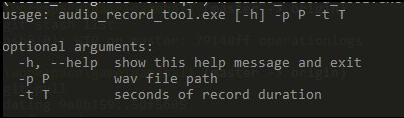 usage: audio_record_tool.exe [-h] -p P -t T
optional arguments:
-h, --help show this help message and exit
-p P wav file path
-t T seconds of record duration